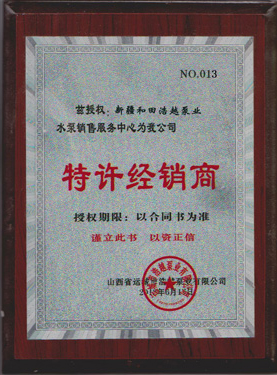 NO.013
兹授权：新疆和田浩越泵业
水泵销售服务中心为我公司
特许经销商
授权期限：以合同书为准
谨立此书 以资正信